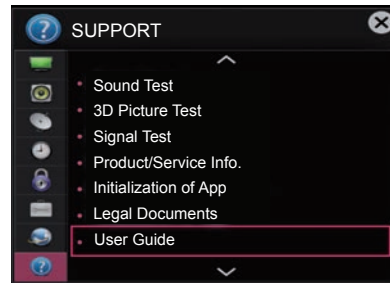 SUPPORT
Sound Test
3D Picture Test
Signal Test
Product/Service Info.
Initialization of App
Legal Documents
User Guide